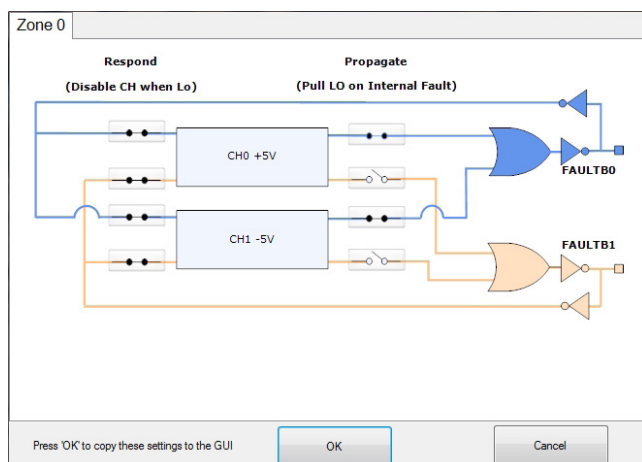 Zone 0
Respond
Propagate
(Disable CH when Lo)
(Pull LO on Internal Fault)
CH0 +5V
FAULTB0
CH1 -5V
FAULTB1
Press 'OK' to copy these settings to the GUI
OK
Cancel